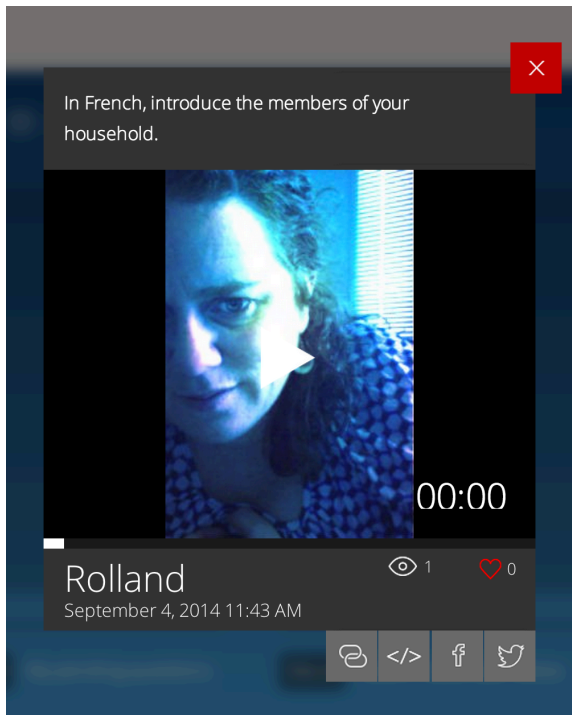 In French, introduce the members of your
household.
00:00
Rolland
1
0
September 4, 2014 11:43 AM
</>